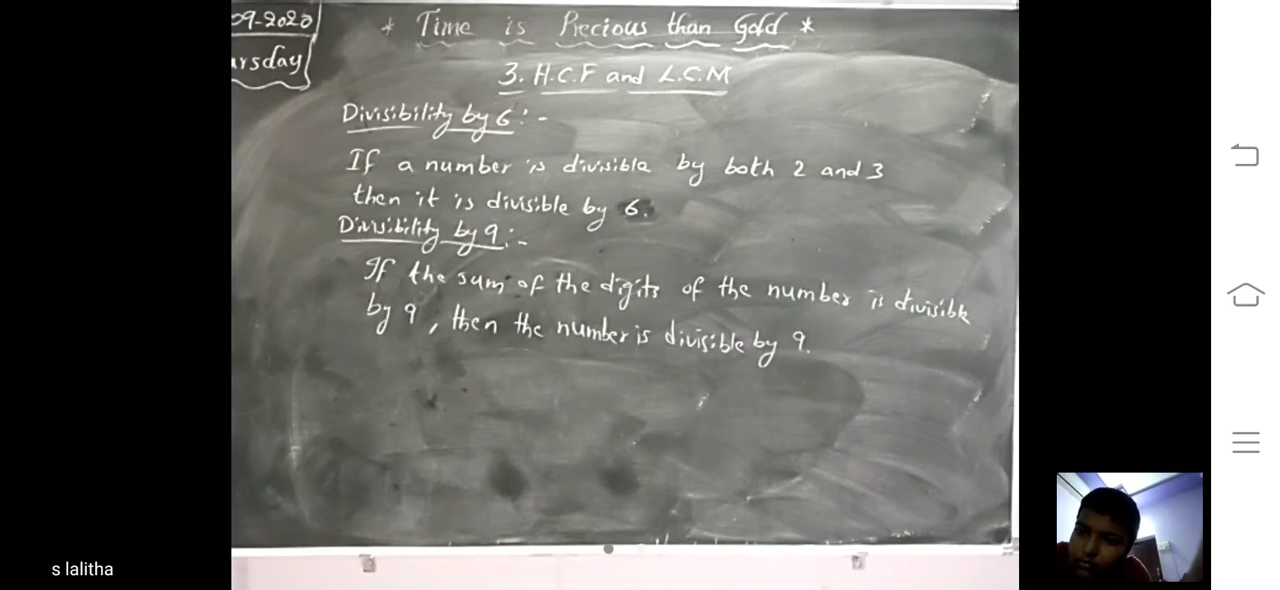 09-2020
* Time is Precious than Gold *
rsday
3. H.C.F and L.C.M
Divisibility by 6:-
If a number is divisible by both 2 and 3
then it is divisible by 6.
Divisibility by 9:-
If the sum of the digits of the number is divisible
by 9, then the number is divisible by 9.
s lalitha